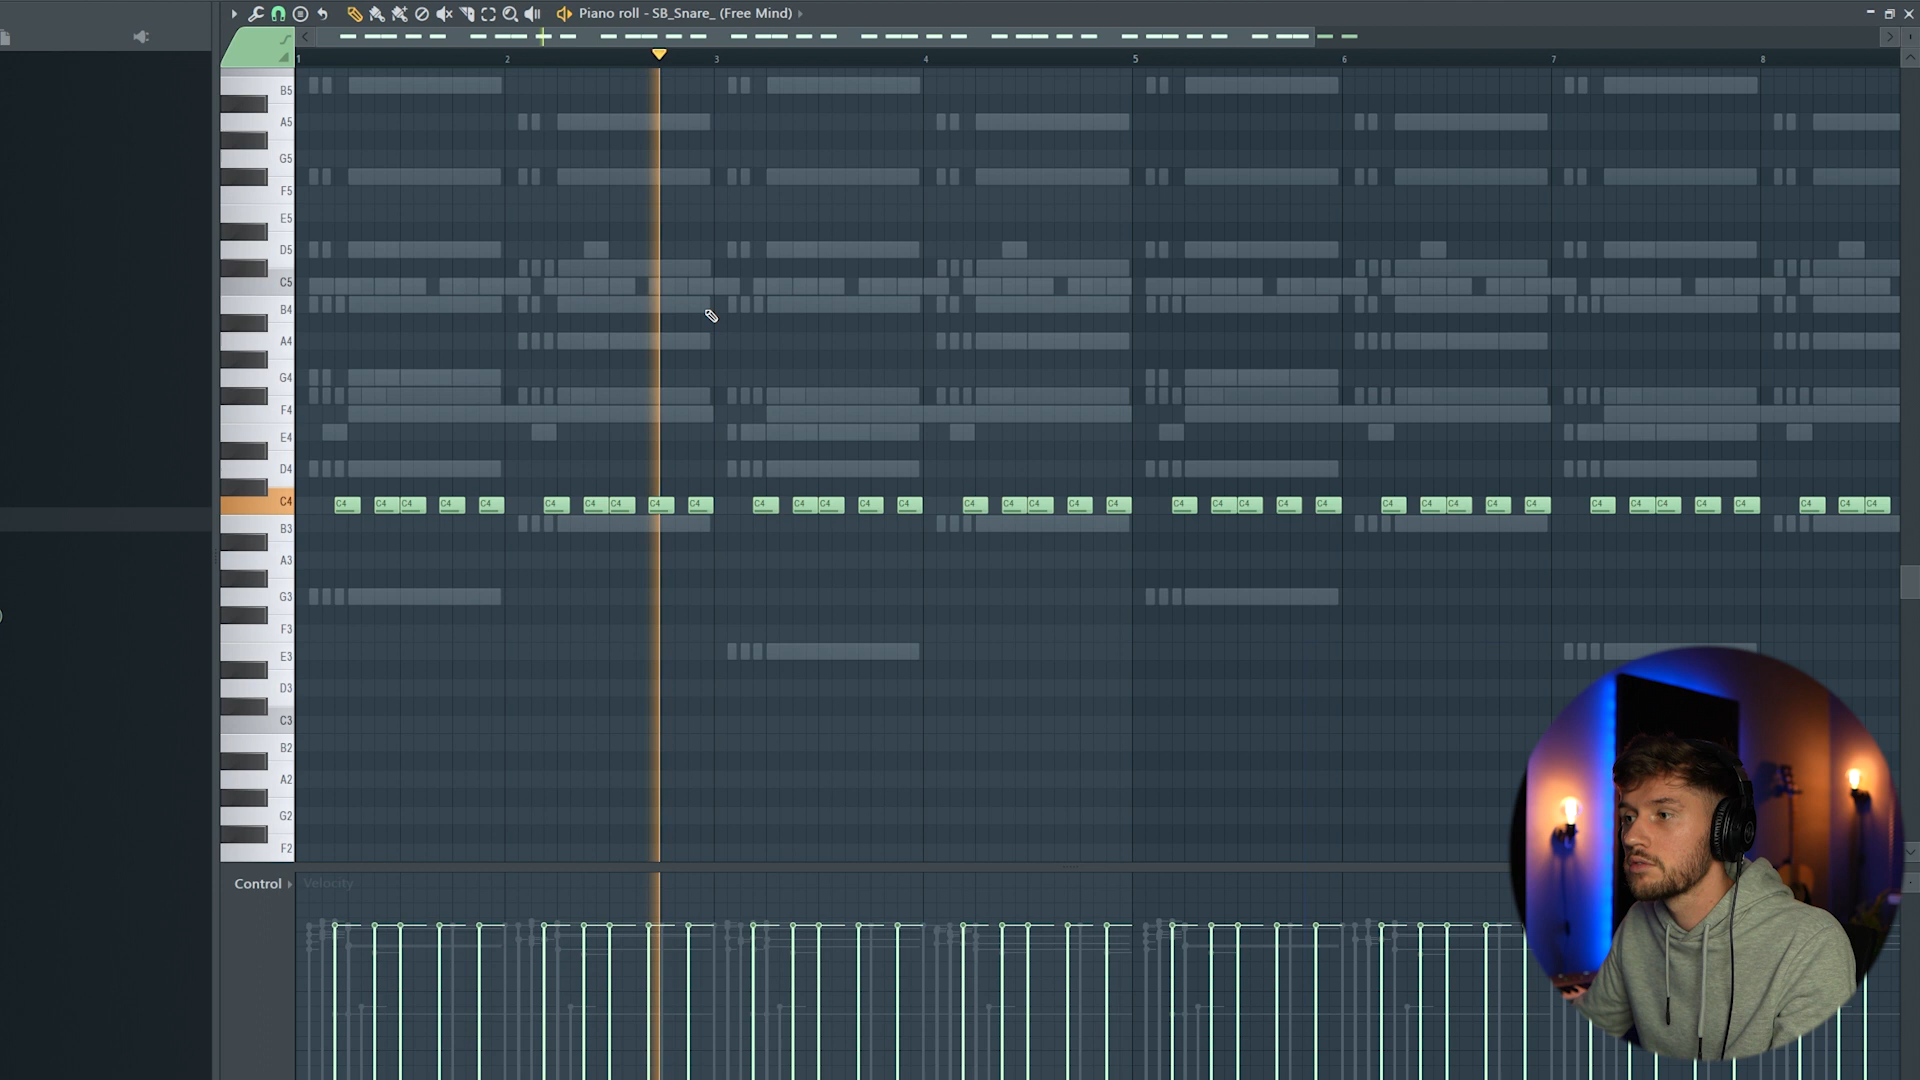 Piano roll - SB_Snare_ (Free Mind)
1 2 3 4 5 6 7 8
B5
A5
G5
F5
E5
D5
C5
B4
A4
G4
F4
E4
D4
C4 C4 C4 C4 C4 C4 C4 C4 C4 C4 C4 C4 C4 C4 C4 C4 C4 C4 C4 C4 C4 C4 C4 C4 C4 C4 C4 C4 C4 C4 C4 C4 C4 C4 C4 C4 C4 C4 C4
B3
A3
G3
F3
E3
D3
C3
B2
A2
G2
F2
Control Velocity